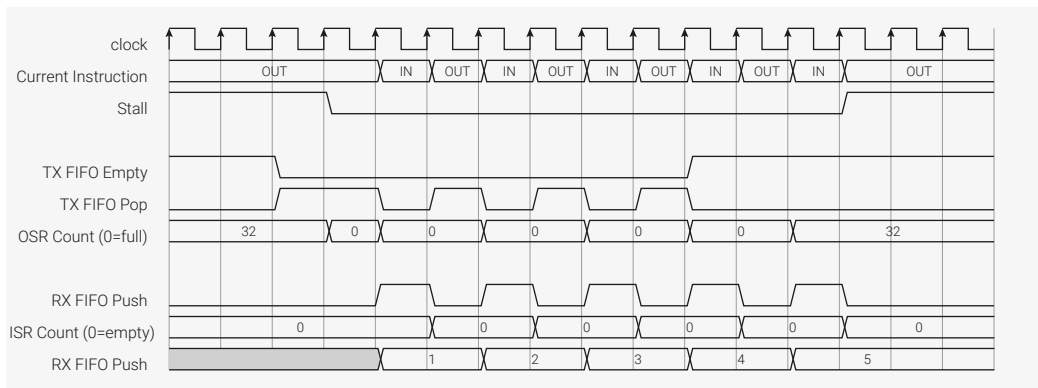 clock
Current Instruction OUT IN OUT IN OUT IN OUT IN OUT IN OUT
Stall
TX FIFO Empty
TX FIFO Pop
OSR Count (0=full) 32 0 0 0 0 0 32
RX FIFO Push
ISR Count (0=empty) 0 0 0 0 0 0
RX FIFO Push 1 2 3 4 5